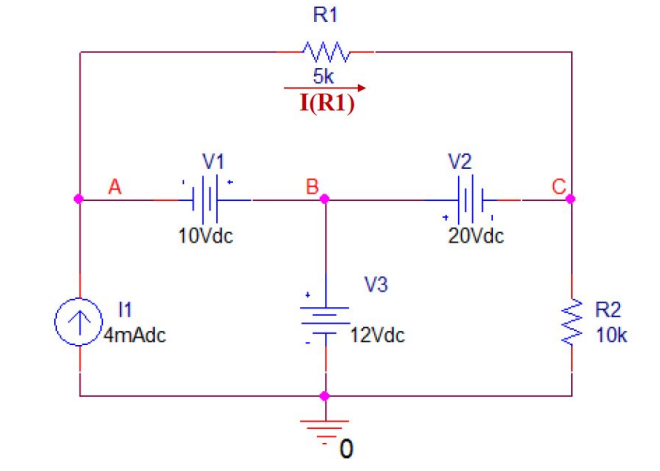 R1
5k
I(R1)
V1
V2
A
B
C
10Vdc
20Vdc
V3
I1
R2
4mAdc
12Vdc
10k
0